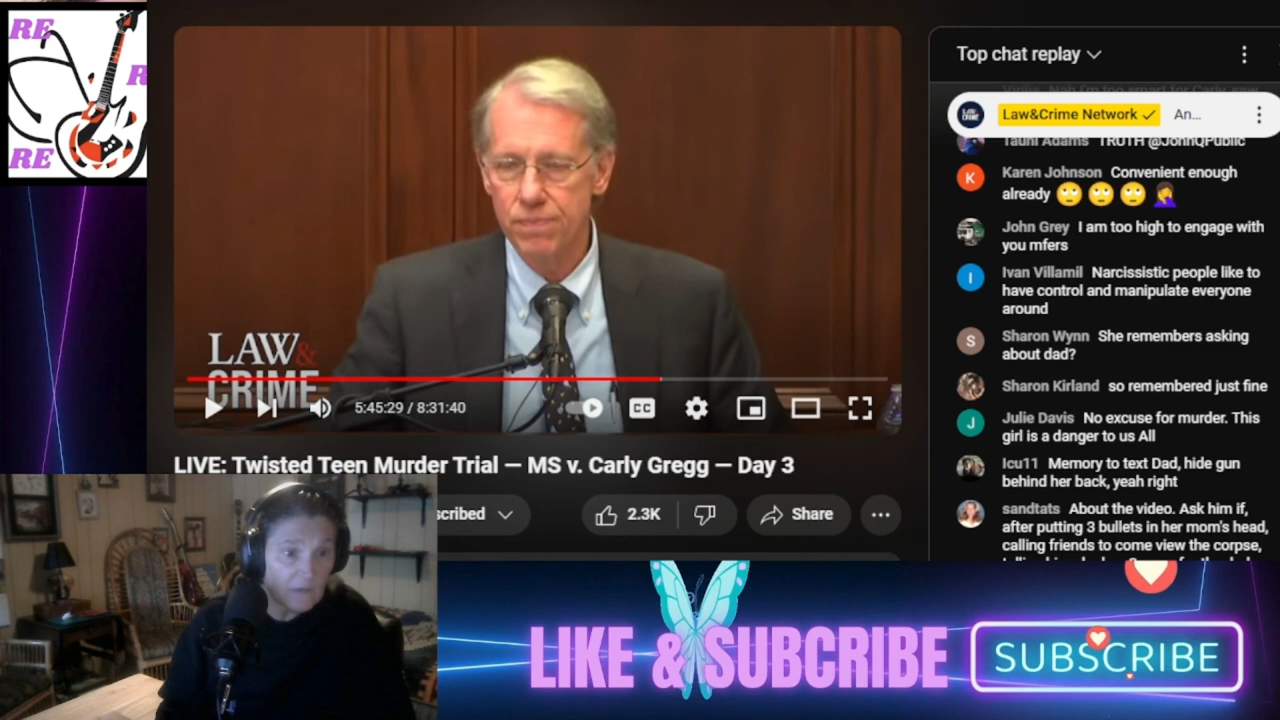 RE
R
RE
LAW&
CRIME
5:45:29 / 8:31:40
CC
LIVE: Twisted Teen Murder Trial — MS v. Carly Gregg — Day 3
scribed
2.3K
Share
Top chat replay
LAW&
CRIME
Law&Crime Network
An...
Tauni Adams TRUTH @JohnQPublic
K
Karen Johnson Convenient enough
already 🙄 🙄 🙄 🤦‍♀️
John Grey I am too high to engage with
you mfers
I
Ivan Villamil Narcissistic people like to
have control and manipulate everyone
around
S
Sharon Wynn She remembers asking
about dad?
Sharon Kirland so remembered just fine
J
Julie Davis No excuse for murder. This
girl is a danger to us All
Icu11 Memory to text Dad, hide gun
behind her back, yeah right
sandtats About the video. Ask him if,
after putting 3 bullets in her mom's head,
calling friends to come view the corpse,
LIKE & SUBCRIBE
SUBSCRIBE